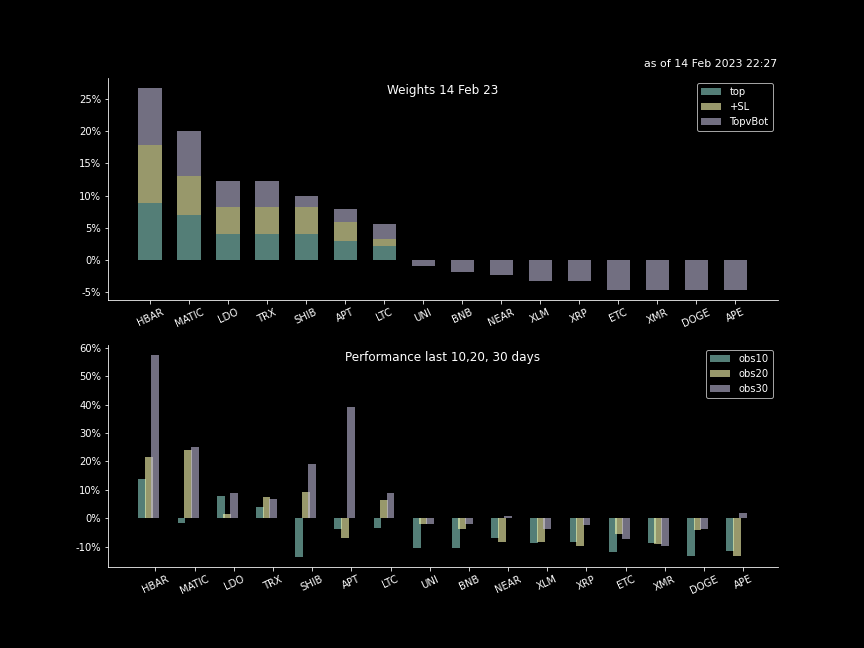 as of 14 Feb 2023 22:27
Weights 14 Feb 23
top
+SL
TopvBot
25%
20%
15%
10%
5%
0%
-5%
HBAR MATIC LDO TRX SHIB APT LTC UNI BNB NEAR XLM XRP ETC XMR DOGE APE
Performance last 10,20, 30 days
obs10
obs20
obs30
60%
50%
40%
30%
20%
10%
0%
-10%
HBAR MATIC LDO TRX SHIB APT LTC UNI BNB NEAR XLM XRP ETC XMR DOGE APE